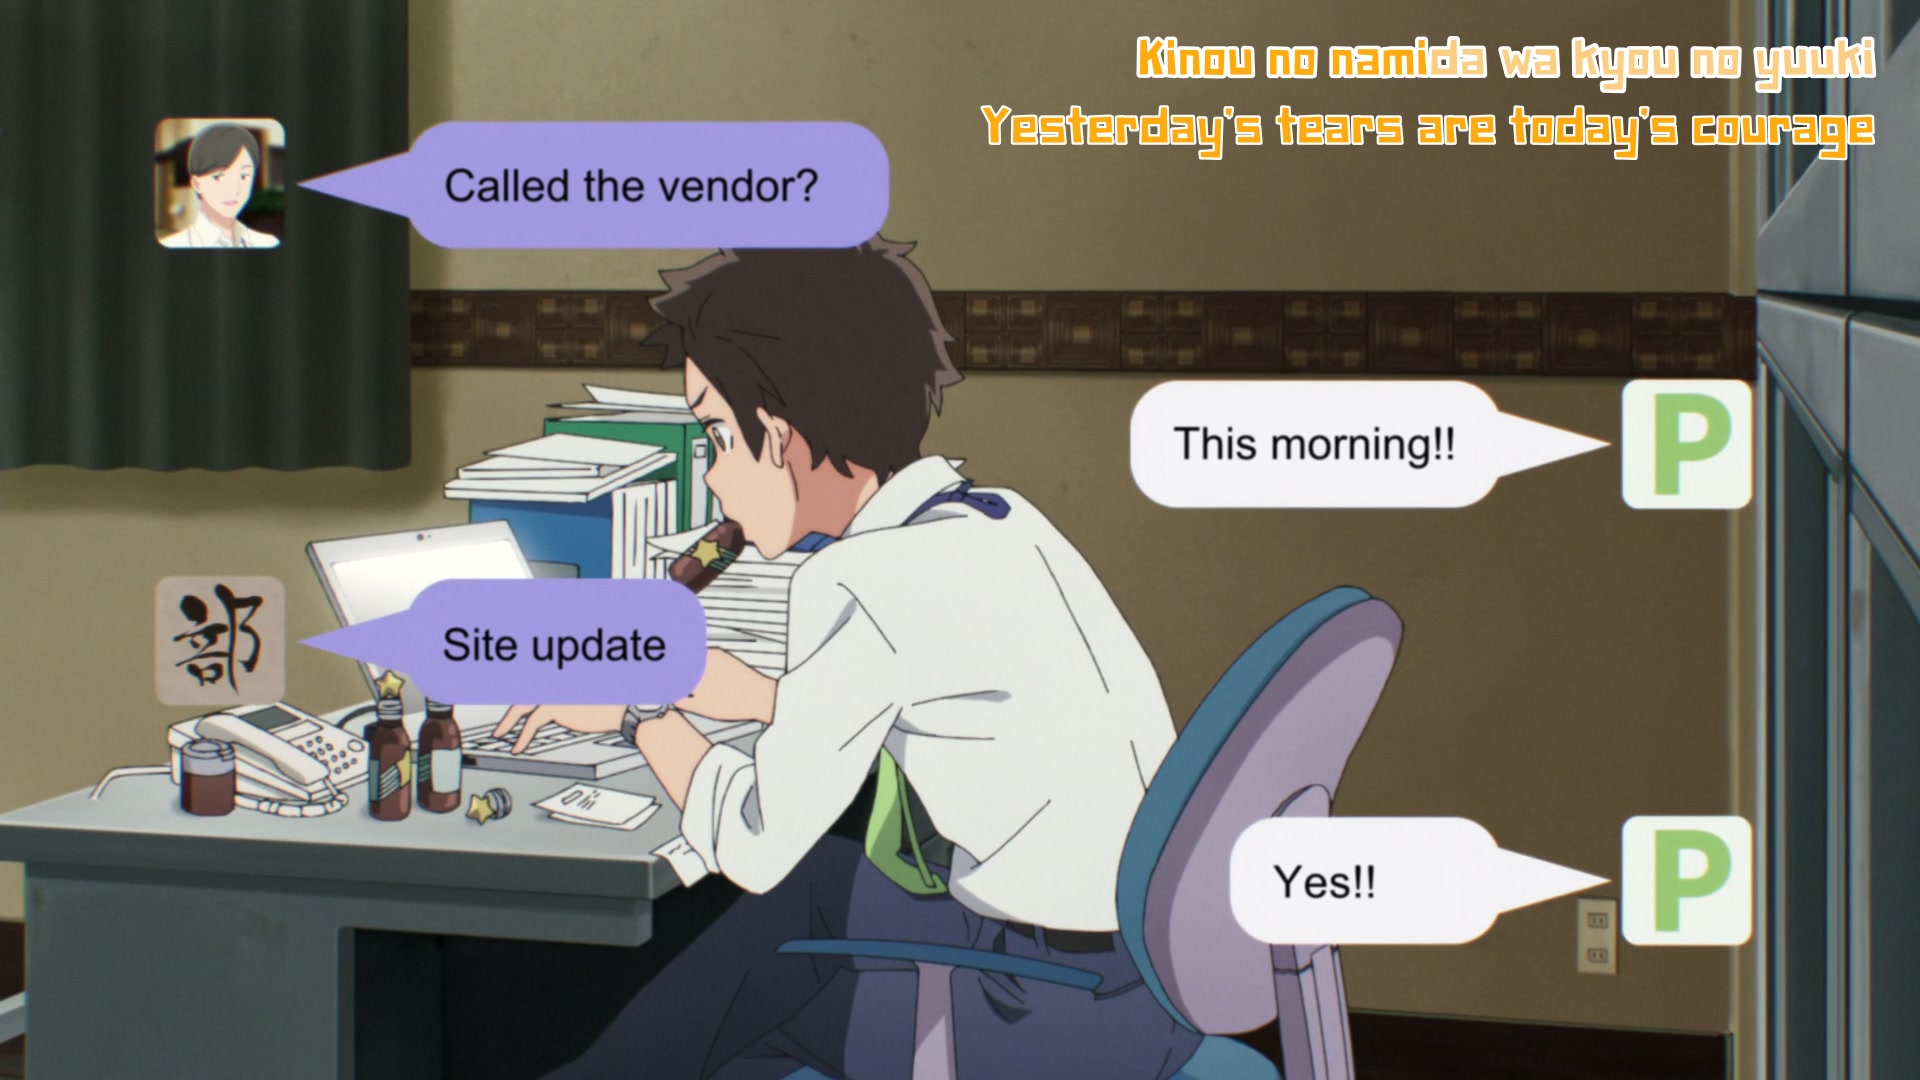 Kinou no namida wa kyou no yuuki
Yesterday's tears are today's courage
Called the vendor?
This morning!!
P
部
Site update
Yes!!
P